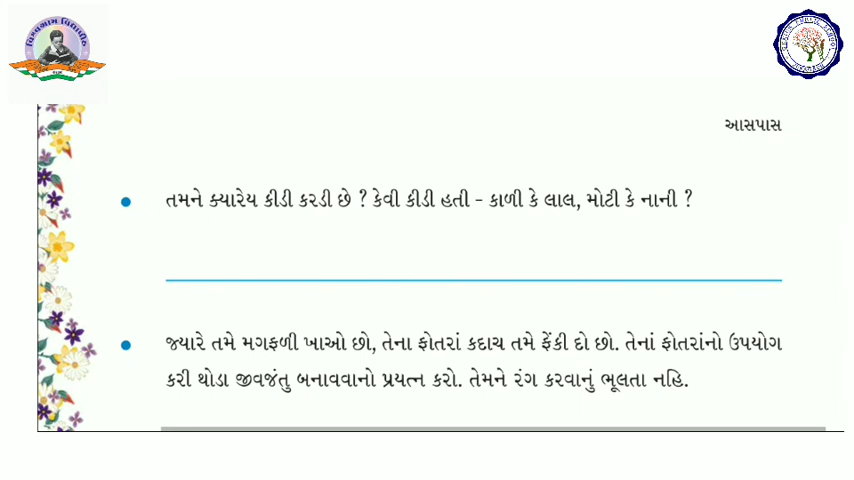 આસપાસ
તમને ક્યારેય કીડી કરડી છે ? કેવી કીડી હતી - કાળી કે લાલ, મોટી કે નાની ?
જ્યારે તમે મગફળી ખાઓ છો, તેના ફોતરાં કદાચ તમે ફેંકી દો છો. તેનાં ફોતરાંનો ઉપયોગ
કરી થોડા જીવજંતુ બનાવવાનો પ્રયત્ન કરો. તેમને રંગ કરવાનું ભૂલતા નહિ.